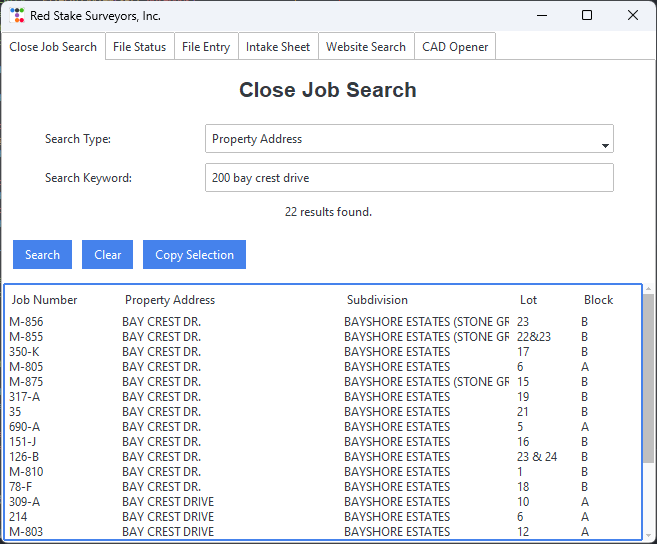 Red Stake Surveyors, Inc.
Close Job Search File Status File Entry Intake Sheet Website Search CAD Opener
Close Job Search
Search Type: Property Address
Search Keyword: 200 bay crest drive
22 results found.
Search Clear Copy Selection
Job Number Property Address Subdivision Lot Block
M-856 BAY CREST DR. BAYSHORE ESTATES (STONE GR 23 B
M-855 BAY CREST DR. BAYSHORE ESTATES (STONE GR 22&23 B
350-K BAY CREST DR. BAYSHORE ESTATES 17 B
M-805 BAY CREST DR. BAYSHORE ESTATES 6 A
M-875 BAY CREST DR. BAYSHORE ESTATES (STONE GR 15 B
317-A BAY CREST DR. BAYSHORE ESTATES 19 B
35 BAY CREST DR. BAYSHORE ESTATES 21 B
690-A BAY CREST DR. BAYSHORE ESTATES 5 A
151-J BAY CREST DR. BAYSHORE ESTATES 16 B
126-B BAY CREST DR. BAYSHORE ESTATES 23 & 24 B
M-810 BAY CREST DR. BAYSHORE ESTATES 1 B
78-F BAY CREST DR. BAYSHORE ESTATES 18 B
309-A BAY CREST DRIVE BAYSHORE ESTATES 10 A
214 BAY CREST DRIVE BAYSHORE ESTATES 6 A
M-803 BAY CREST DRIVE BAYSHORE ESTATES 12 A